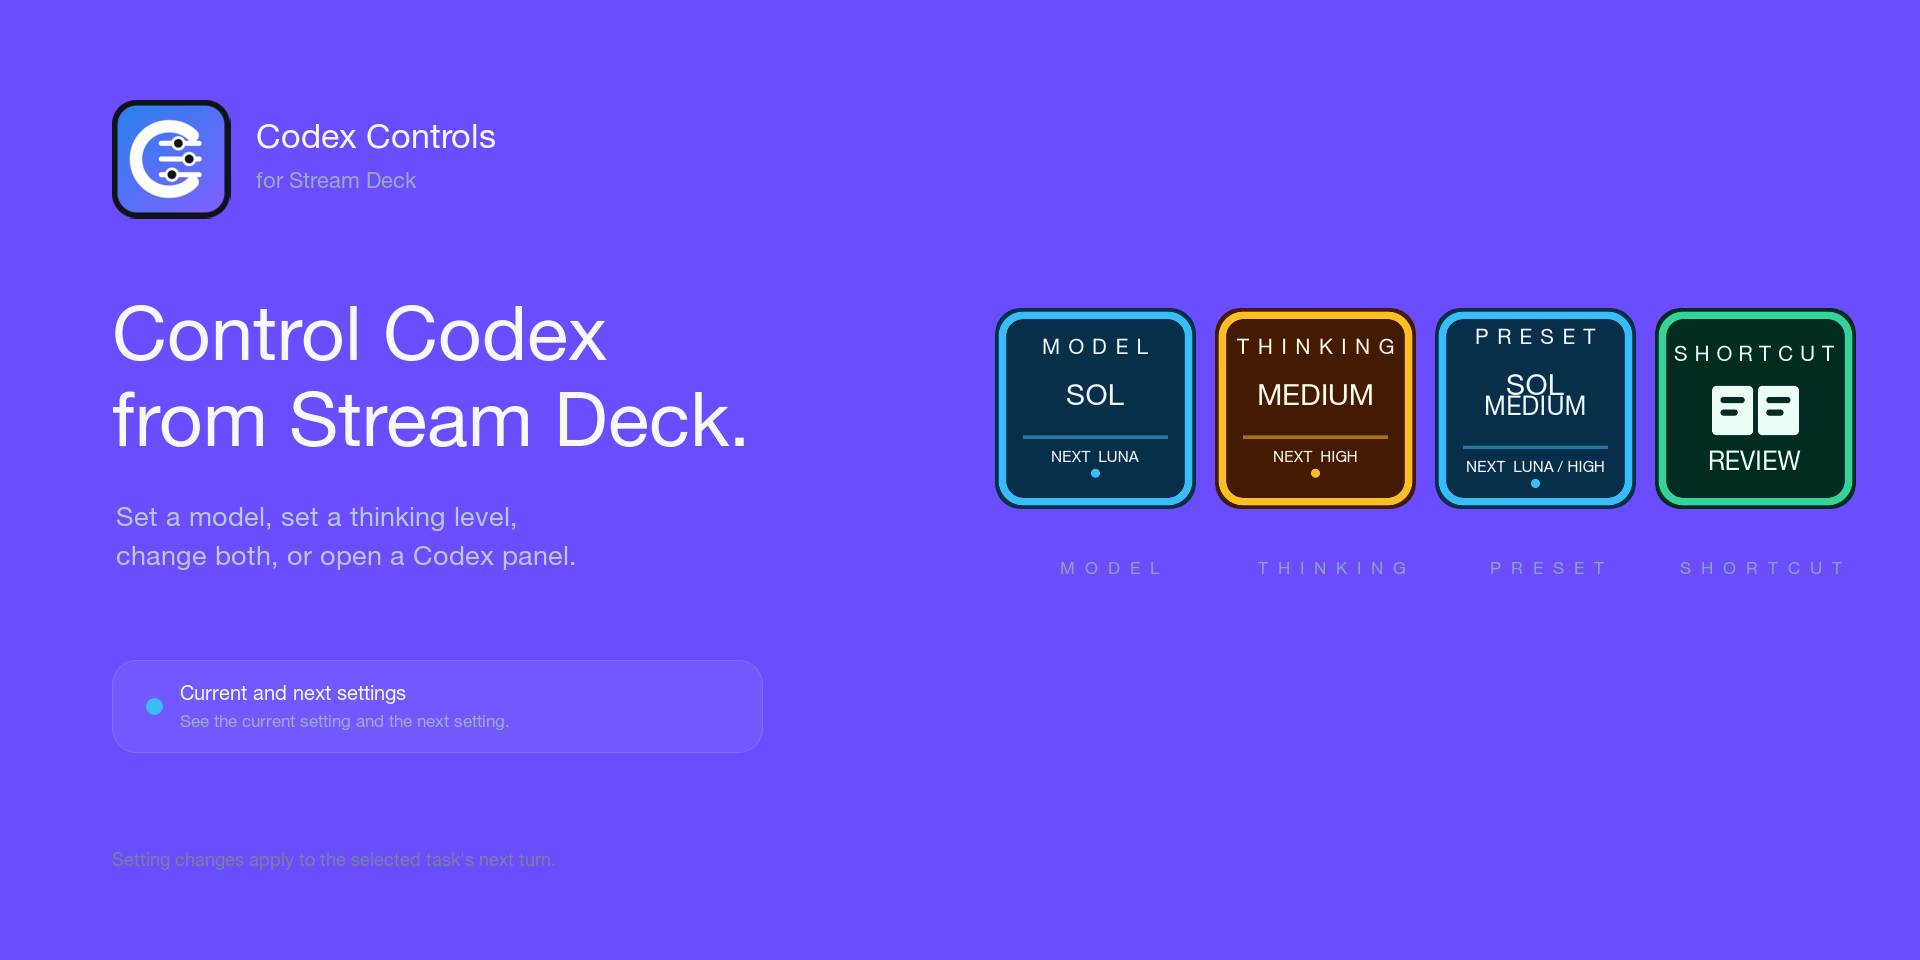 Codex Controls
for Stream Deck
Control Codex
from Stream Deck.
Set a model, set a thinking level,
change both, or open a Codex panel.
Current and next settings
See the current setting and the next setting.
Setting changes apply to the selected task's next turn.
MODEL
SOL
NEXT LUNA
THINKING
MEDIUM
NEXT HIGH
PRESET
SOL
MEDIUM
NEXT LUNA / HIGH
SHORTCUT
REVIEW
MODEL
THINKING
PRESET
SHORTCUT